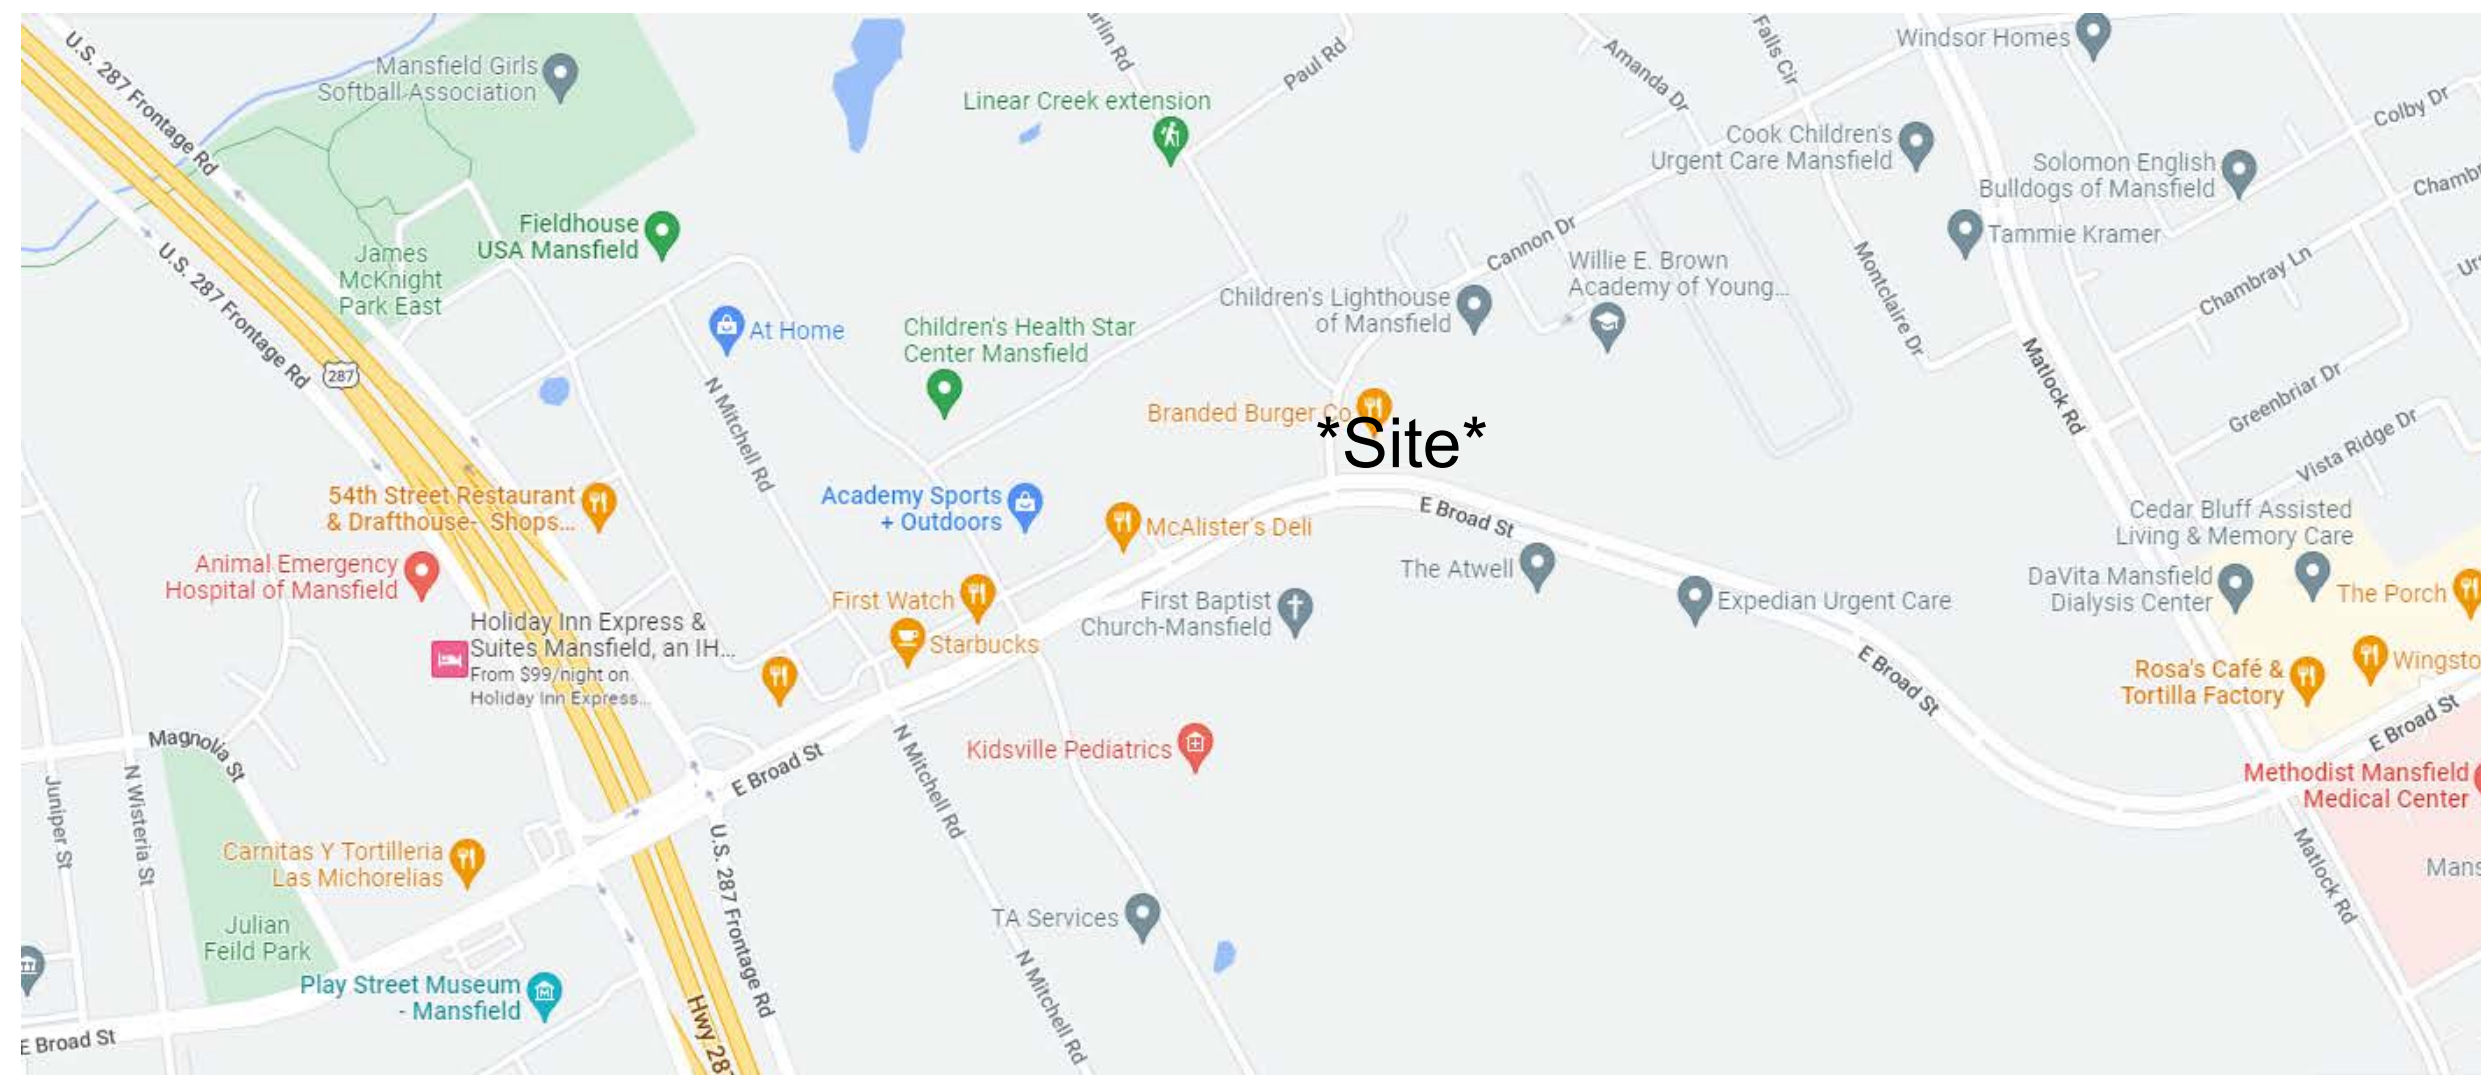 U.S. 287 Frontage Rd
Mansfield Girls
Softball Association
Paul Rd
Linear Creek extension
Amanda Dr
Falls Cir
Windsor Homes
Colby Dr
Cook Children's
Urgent Care Mansfield
Solomon English
Bulldogs of Mansfield
Tammie Kramer
Fieldhouse
USA Mansfield
James
McKnight
Park East
U.S. 287 Frontage Rd
287
At Home
Children's Health Star
Center Mansfield
Children's Lighthouse
of Mansfield
Cannon Dr
Willie E. Brown
Academy of Young...
Montclaire Dr
Matlock Rd
Chambray Ln
Greenbriar Dr
Vista Ridge Dr
N Mitchell Rd
Branded Burger Co
*Site*
54th Street Restaurant
& Drafthouse- Shops...
Academy Sports
+ Outdoors
McAlister's Deli
E Broad St
Animal Emergency
Hospital of Mansfield
First Watch
Starbucks
First Baptist
Church-Mansfield
The Atwell
Expedian Urgent Care
Cedar Bluff Assisted
Living & Memory Care
DaVita Mansfield
Dialysis Center
The Porch
Holiday Inn Express &
Suites Mansfield, an IH...
From $99/night on
Holiday Inn Express...
E Broad St
Rosa's Café &
Tortilla Factory
E Broad St
Magnolia St
Juniper St
N Wisteria St
E Broad St
N Mitchell Rd
Kidsville Pediatrics
Methodist Mansfield
Medical Center
Matlock Rd
Carnitas Y Tortilleria
Las Michorelias
U.S. 287 Frontage Rd
Julian
Feild Park
TA Services
N Mitchell Rd
Play Street Museum
- Mansfield
E Broad St